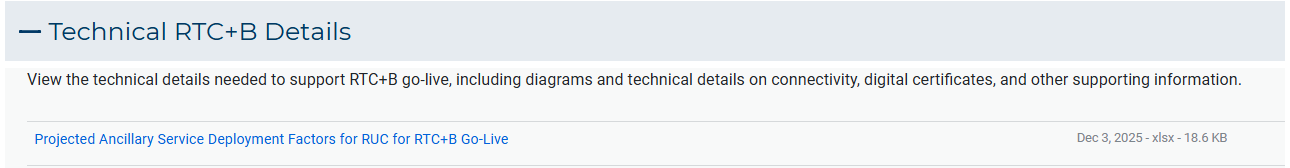 — Technical RTC+B Details
View the technical details needed to support RTC+B go-live, including diagrams and technical details on connectivity, digital certificates, and other supporting information.
Projected Ancillary Service Deployment Factors for RUC for RTC+B Go-Live Dec 3, 2025 - xlsx - 18.6 KB